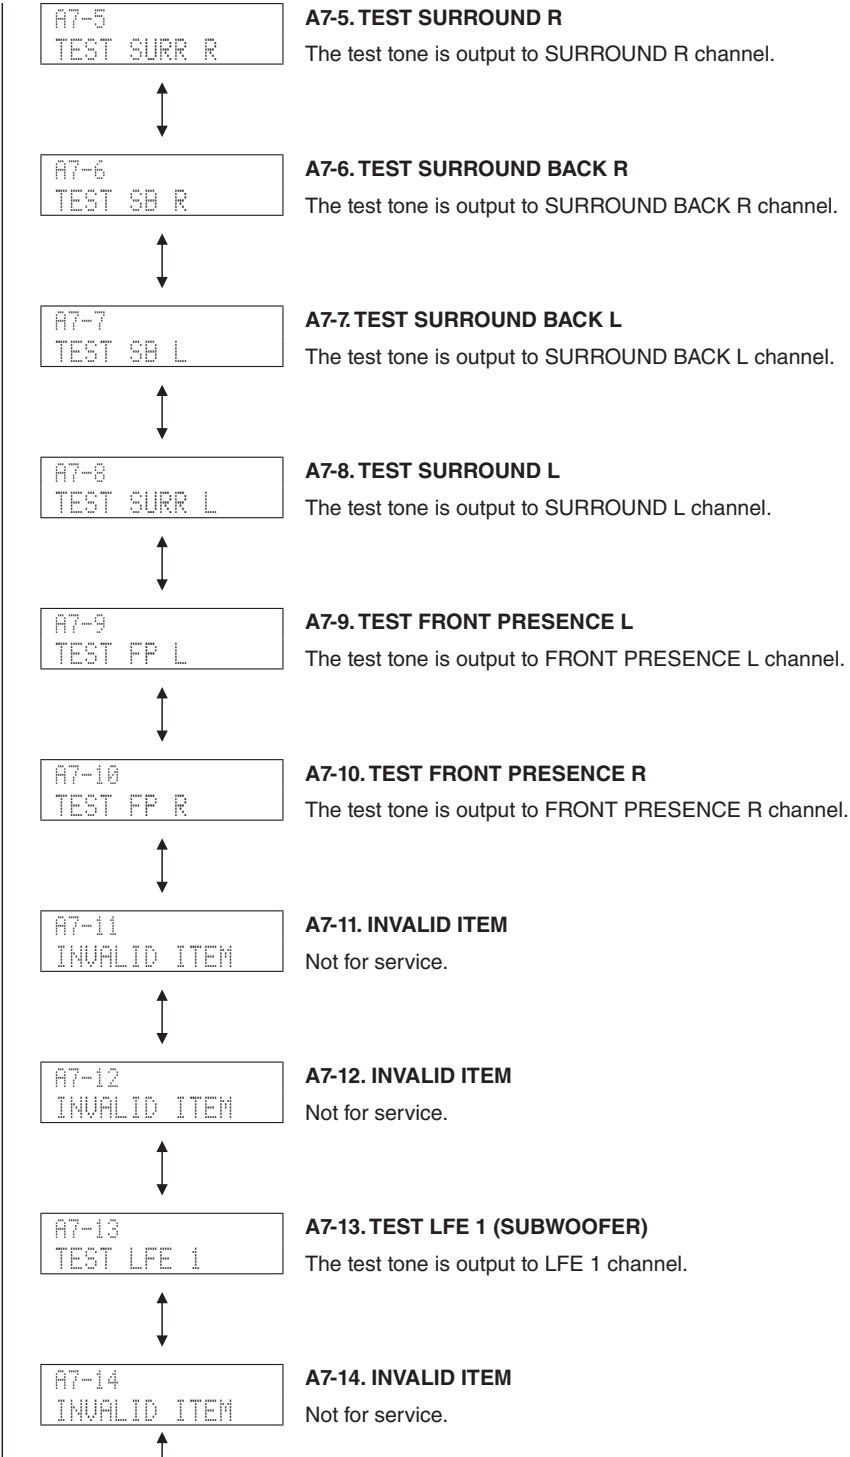 A7-5
TEST SURR R
A7-5. TEST SURROUND R
The test tone is output to SURROUND R channel.
A7-6
TEST SB R
A7-6. TEST SURROUND BACK R
The test tone is output to SURROUND BACK R channel.
A7-7
TEST SB L
A7-7. TEST SURROUND BACK L
The test tone is output to SURROUND BACK L channel.
A7-8
TEST SURR L
A7-8. TEST SURROUND L
The test tone is output to SURROUND L channel.
A7-9
TEST FP L
A7-9. TEST FRONT PRESENCE L
The test tone is output to FRONT PRESENCE L channel.
A7-10
TEST FP R
A7-10. TEST FRONT PRESENCE R
The test tone is output to FRONT PRESENCE R channel.
A7-11
INVALID ITEM
A7-11. INVALID ITEM
Not for service.
A7-12
INVALID ITEM
A7-12. INVALID ITEM
Not for service.
A7-13
TEST LFE 1
A7-13. TEST LFE 1 (SUBWOOFER)
The test tone is output to LFE 1 channel.
A7-14
INVALID ITEM
A7-14. INVALID ITEM
Not for service.